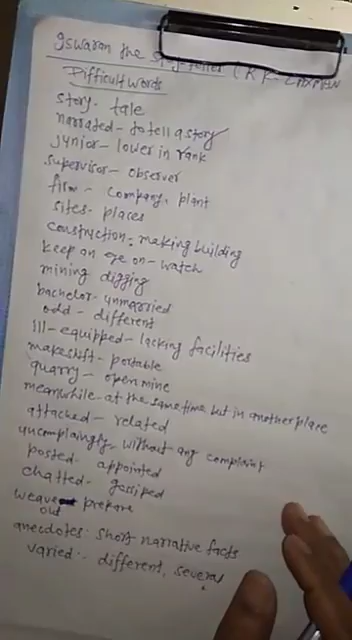 Iswaran the Storyteller (R.K. LAXMAN
Difficult words
story - tale
narrated - to tell a story
junior - lower in rank
supervisor - observer
firm - company, plant
sites - places
construction - making building
keep an eye on - watch
mining digging
bachelor - unmarried
odd - different
Ill-equipped - lacking facilities
makeshift - portable
quarry - open mine
meanwhile - at the same time but in another place
attached - related
uncomplaingly - without any complaint
posted - appointed
chatted - gossiped
weave out prepare
anecdotes: short narrative facts
varied - different, several